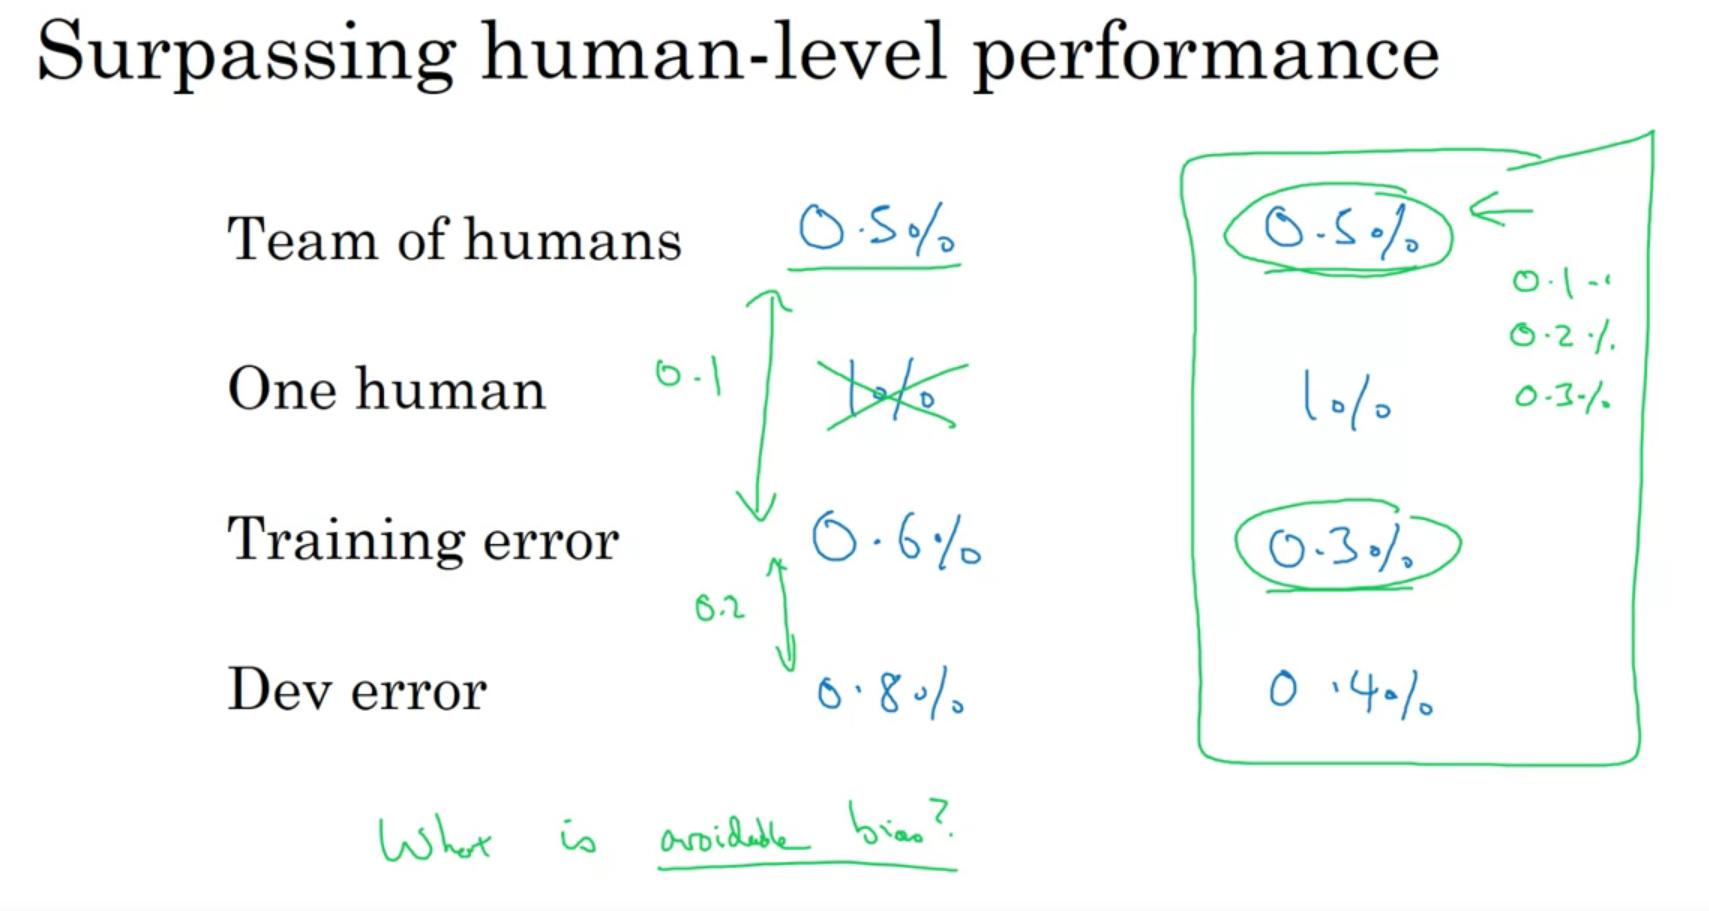 Surpassing human-level performance
Team of humans 0.5% 0.5%
0.1
0.2%
One human 0.1 1% 1% 0.3%
Training error 0.6% 0.3%
0.2
Dev error 0.8% 0.4%
What is avoidable bias?